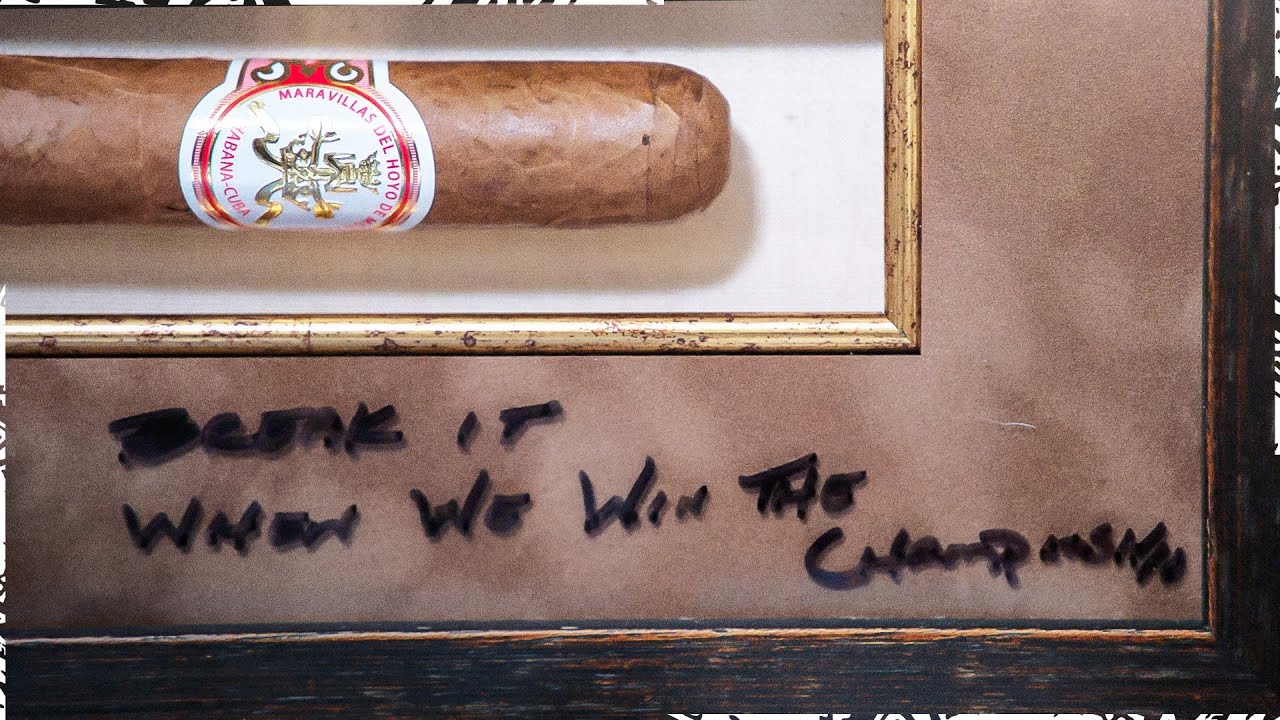 MARAVILLAS DEL HOYO DE
HABANA-CUBA
BREAK IT
WHEN WE WIN THE
CHAMPIONSHIP